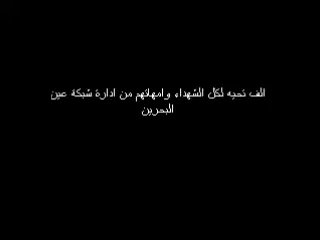 الف تحيه لكل الشهداء وامهاتهم من ادارة شبكة عين
البحرين